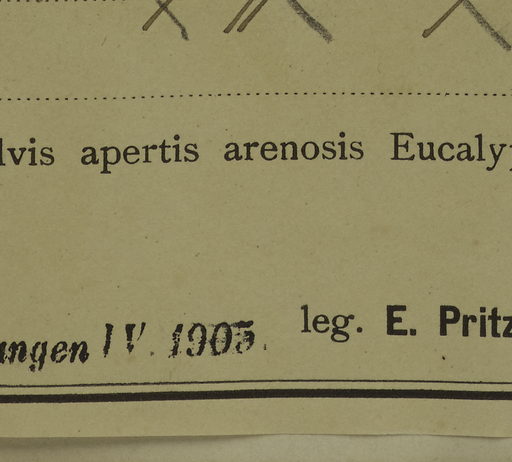 lvis apertis arenosis Eucaly
ungen IV. 1905. leg. E. Pritz